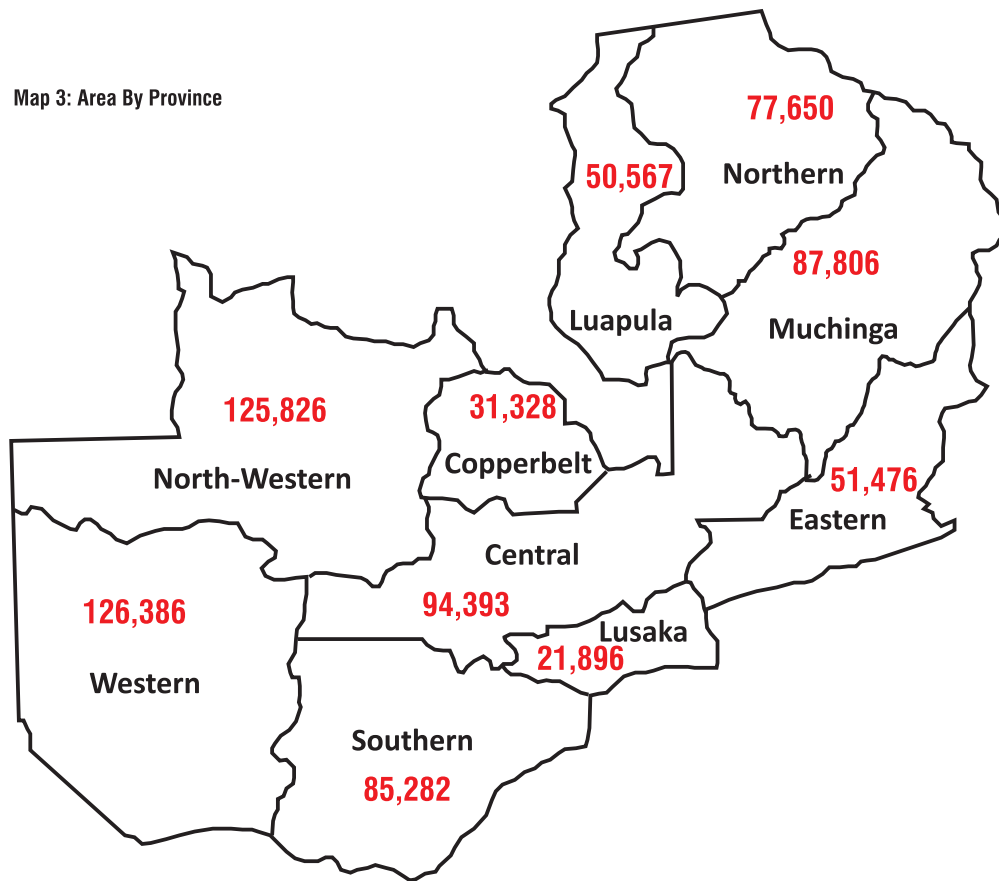 Map 3: Area By Province
77,650
Northern
50,567
Luapula
87,806
Muchinga
125,826
North-Western
31,328
Copperbelt
51,476
Eastern
Central
94,393
126,386
Western
Lusaka
21,896
Southern
85,282